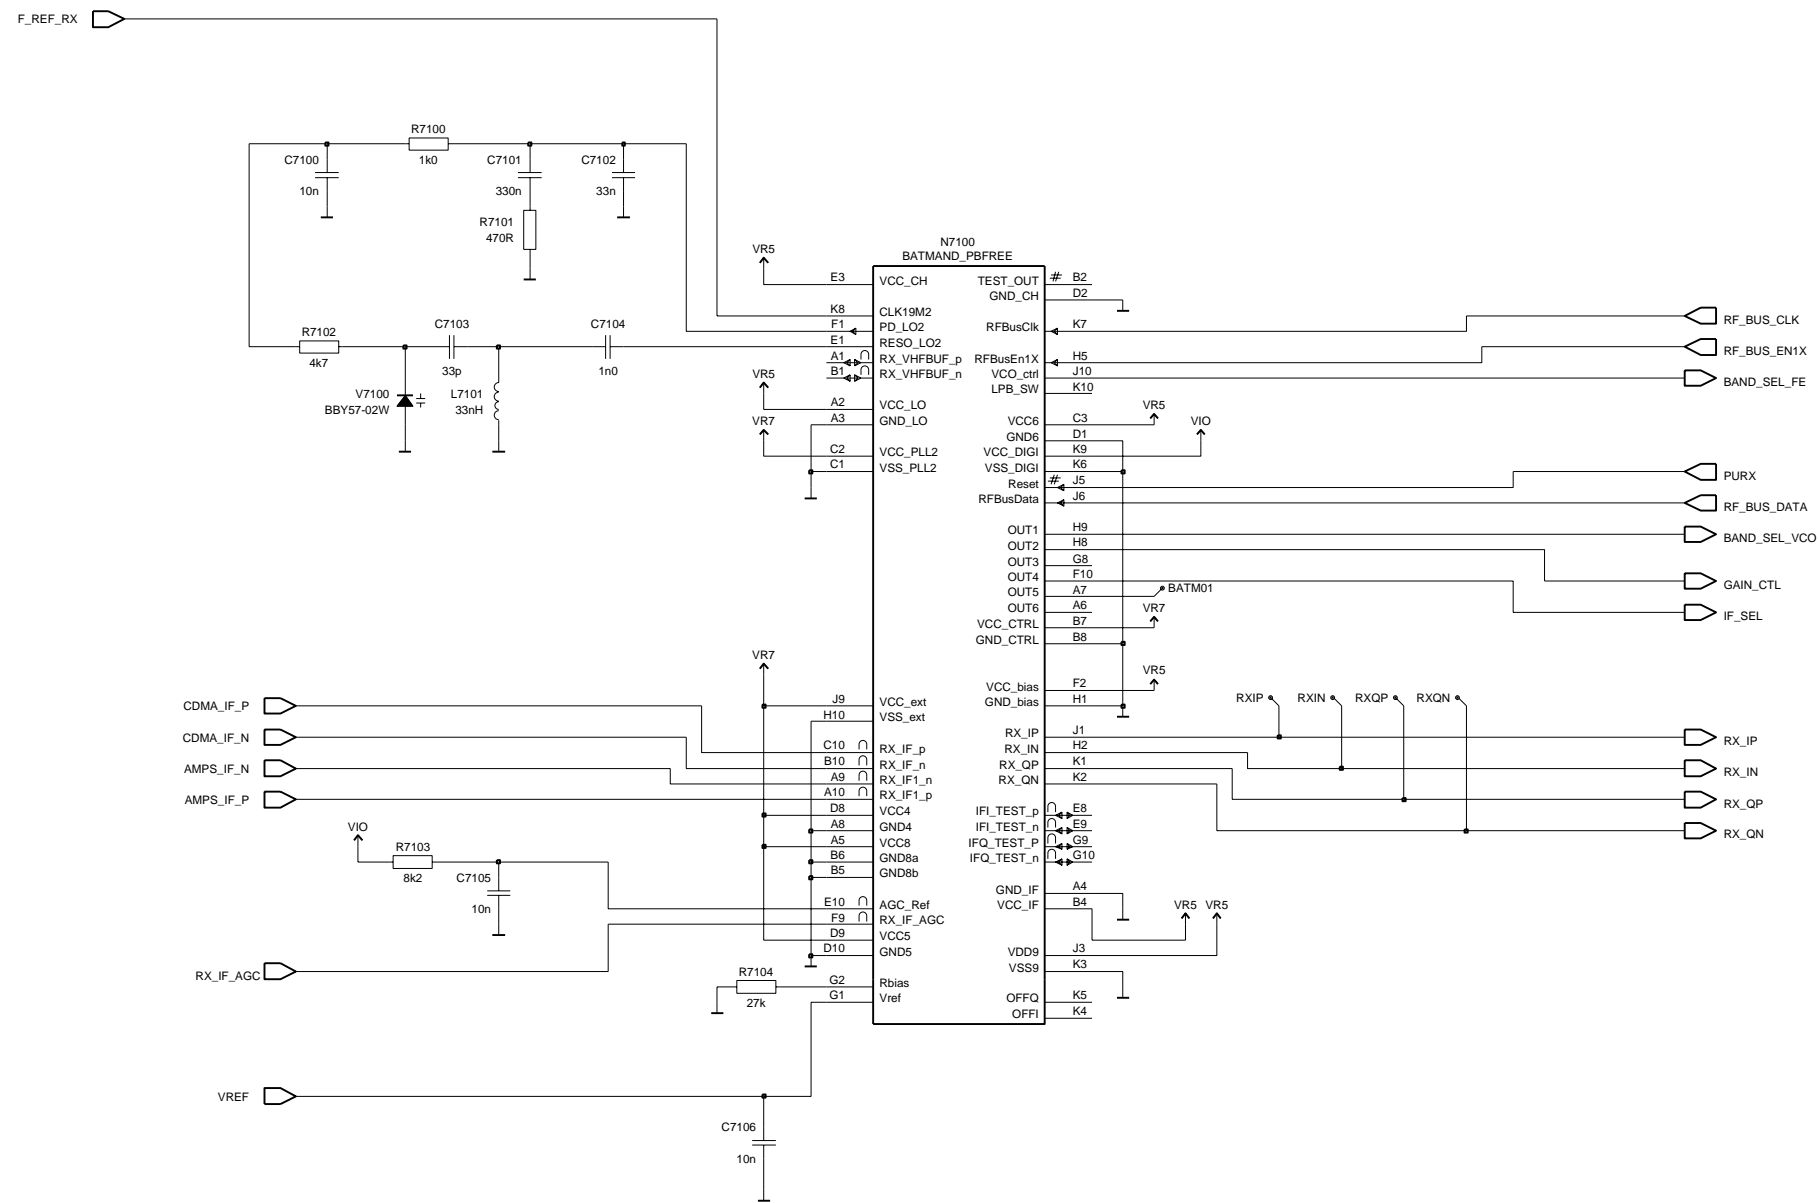 F_REF_RX
R7100
1k0
C7100
10n
C7101
330n
C7102
33n
R7101
470R
R7102
4k7
C7103
33p
C7104
1n0
V7100
BBY57-02W
L7101
33nH
N7100
BATMAND_PBFREE
VR5
E3 VCC_CH
K8 CLK19M2
F1 PD_LO2
E1 RESO_LO2
A1 RX_VHFBUF_p
B1 RX_VHFBUF_n
VR5
A2 VCC_LO
A3 GND_LO
VR7
C2 VCC_PLL2
C1 VSS_PLL2
VR7
J9 VCC_ext
H10 VSS_ext
CDMA_IF_P
CDMA_IF_N
AMPS_IF_N
AMPS_IF_P
C10 RX_IF_p
B10 RX_IF_n
A9 RX_IF1_n
A10 RX_IF1_p
D8 VCC4
A8 GND4
A5 VCC8
B6 GND8a
B5 GND8b
VIO
R7103
8k2
C7105
10n
E10 AGC_Ref
F9 RX_IF_AGC
D9 VCC5
D10 GND5
RX_IF_AGC
R7104
27k
G2 Rbias
G1 Vref
VREF
C7106
10n
TEST_OUT # B2
GND_CH D2
RFBusClk K7
RFBusEn1X H5
VCO_ctrl J10
LPB_SW K10
VCC6 C3
VR5
GND6 D1
VCC_DIGI K9
VIO
VSS_DIGI K6
Reset # J5
RFBusData J6
OUT1 H9
OUT2 H8
OUT3 G8
OUT4 F10
OUT5 A7
BATM01
OUT6 A6
VCC_CTRL B7
VR7
GND_CTRL B8
VCC_bias F2
VR5
GND_bias H1
RX_IP J1
RX_IN H2
RX_QP K1
RX_QN K2
IFI_TEST_p E8
IFI_TEST_n E9
IFQ_TEST_P G9
IFQ_TEST_n G10
GND_IF A4
VCC_IF B4
VR5 VR5
VDD9 J3
VSS9 K3
OFFQ K5
OFFI K4
RF_BUS_CLK
RF_BUS_EN1X
BAND_SEL_FE
PURX
RF_BUS_DATA
BAND_SEL_VCO
GAIN_CTL
IF_SEL
RXIP RXIN RXQP RXQN
RX_IP
RX_IN
RX_QP
RX_QN